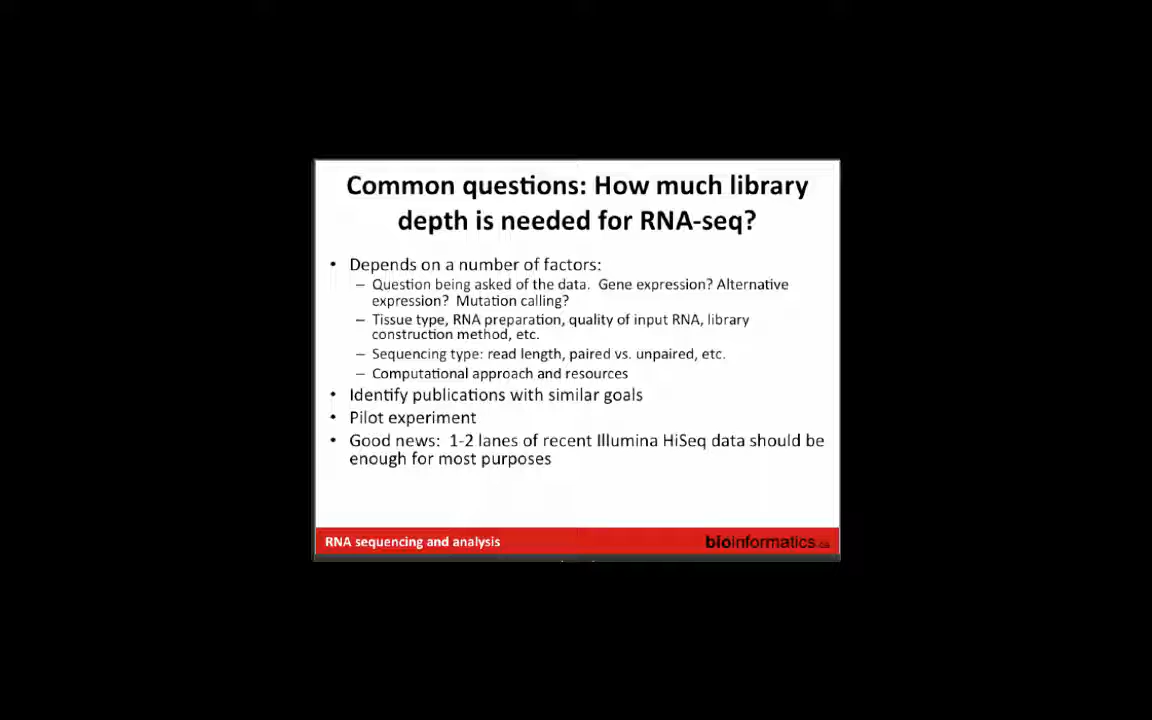 Common questions: How much library
depth is needed for RNA-seq?
• Depends on a number of factors:
– Question being asked of the data. Gene expression? Alternative
expression? Mutation calling?
– Tissue type, RNA preparation, quality of input RNA, library
construction method, etc.
– Sequencing type: read length, paired vs. unpaired, etc.
– Computational approach and resources
• Identify publications with similar goals
• Pilot experiment
• Good news: 1-2 lanes of recent Illumina HiSeq data should be
enough for most purposes
RNA sequencing and analysis
bioinformatics.ca